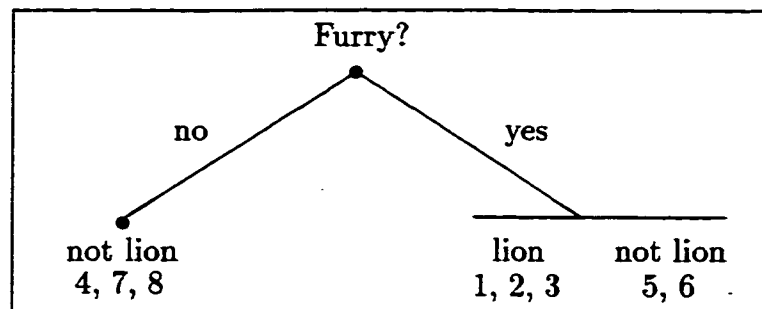 Furry?
no yes
not lion lion not lion
4, 7, 8 1, 2, 3 5, 6